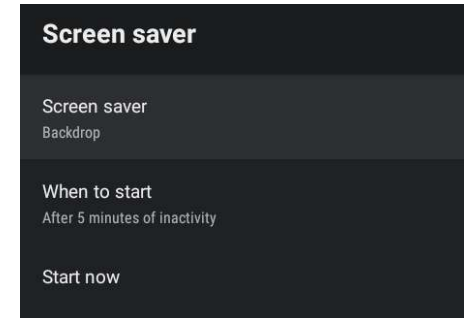 Screen saver
Screen saver
Backdrop
When to start
After 5 minutes of inactivity
Start now